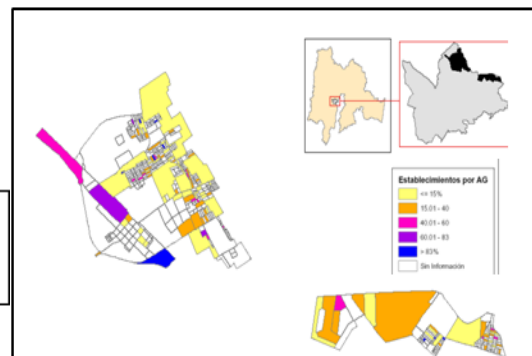 Establecimientos por AG
<= 15%
15.01 - 40
40.01 - 60
60.01 - 83
> 83%
Sin Información